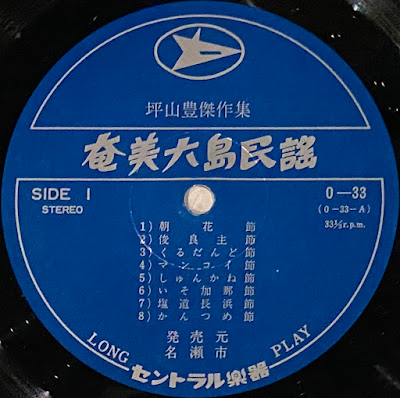 坪山豊傑作集
奄美大島民謡
SIDE 1
STEREO
O-33
(O-33-A)
33⅓r.p.m.
1)朝花節
2)俊良主節
3)くるだんど節
4)マンコイ節
5)しゅんかね節
6)いそ加那節
7)塩道長浜節
8)かんつめ節
発売元
名瀬市
LONG PLAY
セントラル楽器